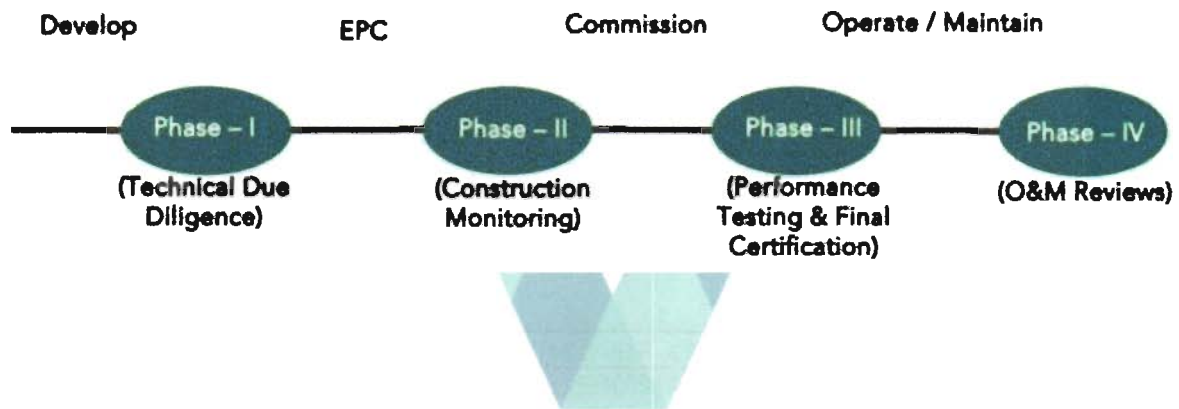 Develop
EPC
Commission
Operate / Maintain
Phase – I
Phase – II
Phase – III
Phase – IV
(Technical Due
Diligence)
(Construction
Monitoring)
(Performance
Testing & Final
Certification)
(O&M Reviews)